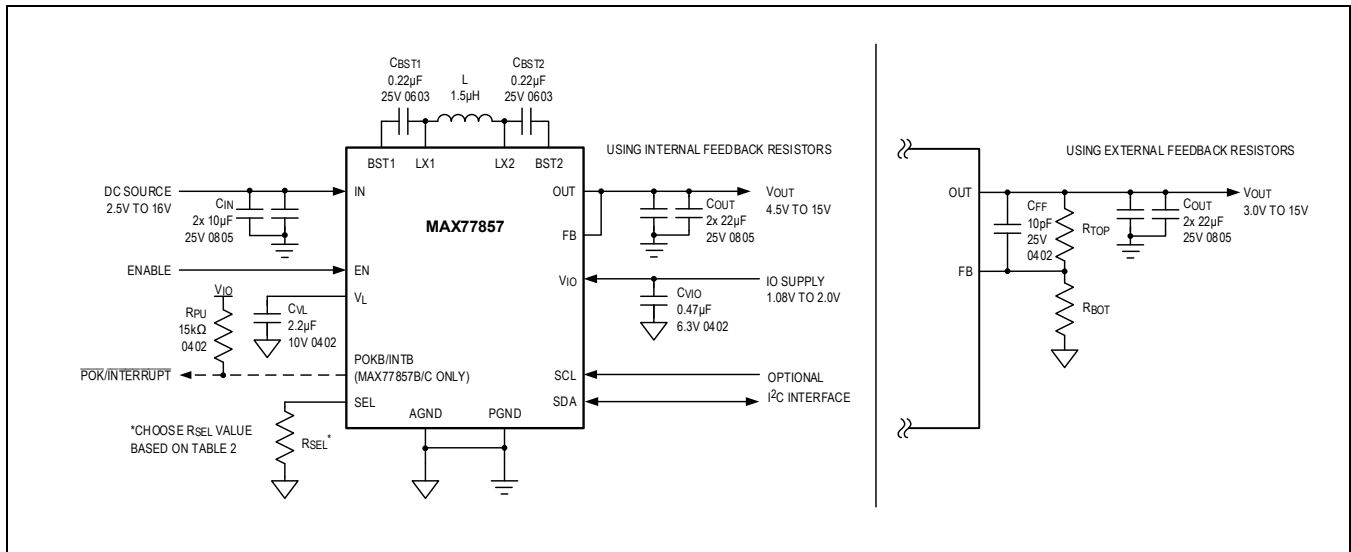 CBST1
0.22µF
25V 0603
L
1.5µH
CBST2
0.22µF
25V 0603
BST1
LX1
LX2
BST2
USING INTERNAL FEEDBACK RESISTORS
DC SOURCE
2.5V TO 16V
CIN
2x 10µF
25V 0805
IN
MAX77857
OUT
FB
COUT
2x 22µF
25V 0805
VOUT
4.5V TO 15V
ENABLE
EN
VIO
RPU
15kΩ
0402
VL
CVL
2.2µF
10V 0402
VIO
CVIO
0.47µF
6.3V 0402
IO SUPPLY
1.08V TO 2.0V
POK/INTERRUPT
POKB/INTB
(MAX77857B/C ONLY)
SEL
*CHOOSE RSEL VALUE
BASED ON TABLE 2
RSEL*
AGND
PGND
SCL
SDA
OPTIONAL
I2C INTERFACE
USING EXTERNAL FEEDBACK RESISTORS
OUT
FB
CFF
10pF
25V
0402
RTOP
RBOT
COUT
2x 22µF
25V 0805
VOUT
3.0V TO 15V